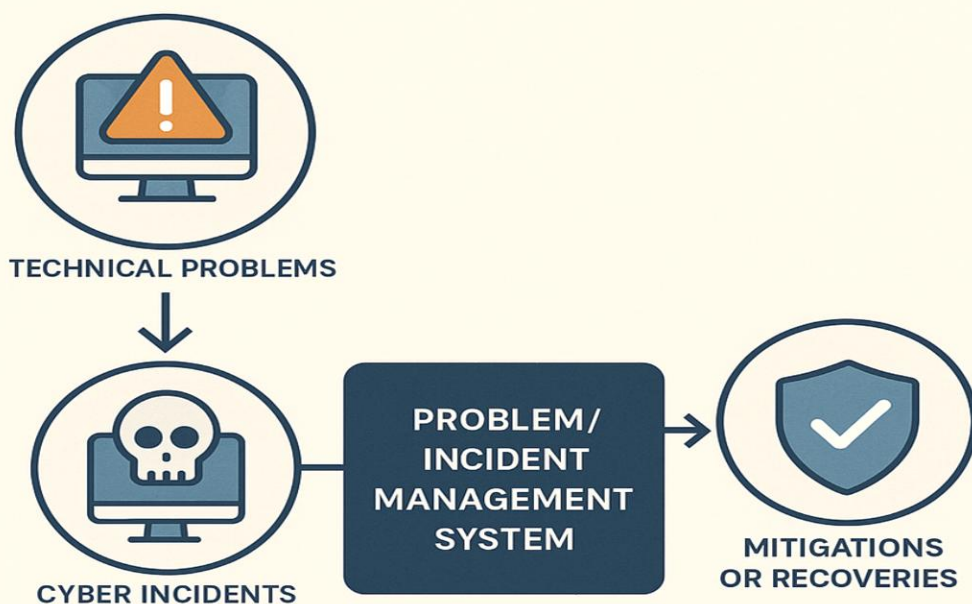 TECHNICAL PROBLEMS
CYBER INCIDENTS
PROBLEM/
INCIDENT
MANAGEMENT
SYSTEM
MITIGATIONS
OR RECOVERIES